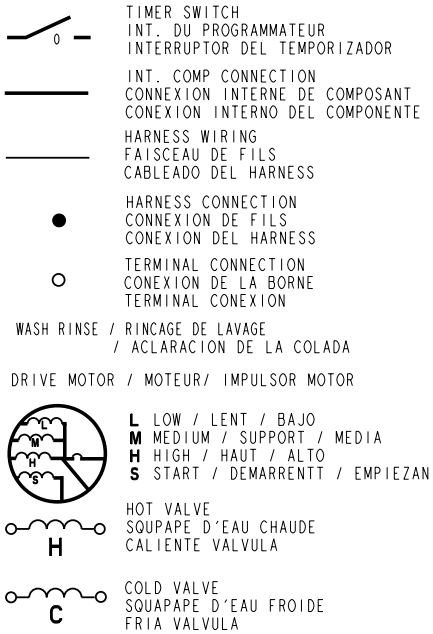 TIMER SWITCH
INT. DU PROGRAMMATEUR
INTERRUPTOR DEL TEMPORIZADOR
0
INT. COMP CONNECTION
CONNEXION INTERNE DE COMPOSANT
CONEXION INTERNO DEL COMPONENTE
HARNESS WIRING
FAISCEAU DE FILS
CABLEADO DEL HARNESS
HARNESS CONNECTION
CONNEXION DE FILS
CONEXION DEL HARNESS
TERMINAL CONNECTION
CONEXION DE LA BORNE
TERMINAL CONEXION
WASH RINSE / RINCAGE DE LAVAGE
/ ACLARACION DE LA COLADA
DRIVE MOTOR / MOTEUR/ IMPULSOR MOTOR
L
M
H
S
L LOW / LENT / BAJO
M MEDIUM / SUPPORT / MEDIA
H HIGH / HAUT / ALTO
S START / DEMARRENTT / EMPIEZAN
HOT VALVE
SQUPAPE D'EAU CHAUDE
CALIENTE VALVULA
H
COLD VALVE
SQUAPAPE D'EAU FROIDE
FRIA VALVULA
C